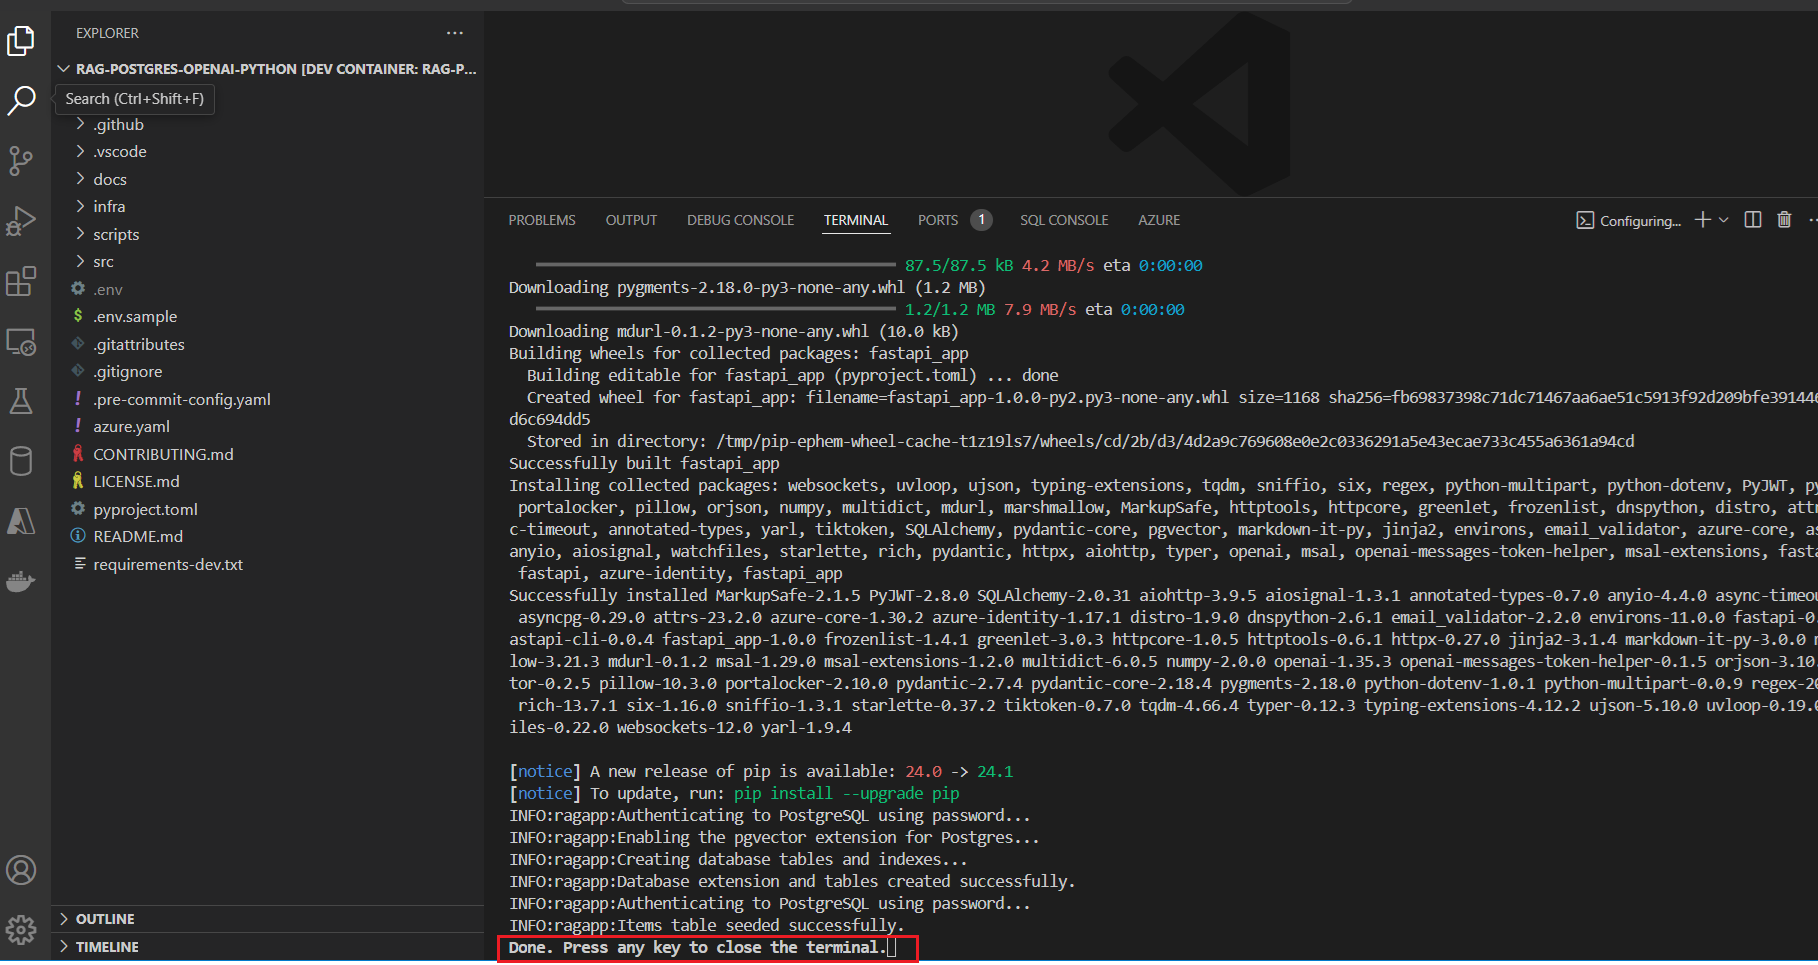 EXPLORER
RAG-POSTGRES-OPENAI-PYTHON [DEV CONTAINER: RAG-P...
Search (Ctrl+Shift+F)
.github
.vscode
docs
infra
scripts
src
.env
.env.sample
.gitattributes
.gitignore
.pre-commit-config.yaml
azure.yaml
CONTRIBUTING.md
LICENSE.md
pyproject.toml
README.md
requirements-dev.txt
OUTLINE
TIMELINE
PROBLEMS OUTPUT DEBUG CONSOLE TERMINAL PORTS 1 SQL CONSOLE AZURE Configuring...
87.5/87.5 kB 4.2 MB/s eta 0:00:00
Downloading pygments-2.18.0-py3-none-any.whl (1.2 MB)
1.2/1.2 MB 7.9 MB/s eta 0:00:00
Downloading mdurl-0.1.2-py3-none-any.whl (10.0 kB)
Building wheels for collected packages: fastapi_app
Building editable for fastapi_app (pyproject.toml) ... done
Created wheel for fastapi_app: filename=fastapi_app-1.0.0-py2.py3-none-any.whl size=1168 sha256=fb69837398c71dc71467aa6ae51c5913f92d209bfe391446
d6c694dd5
Stored in directory: /tmp/pip-ephem-wheel-cache-t1z19ls7/wheels/cd/2b/d3/4d2a9c769608e0e2c0336291a5e43ecae733c455a6361a94cd
Successfully built fastapi_app
Installing collected packages: websockets, uvloop, ujson, typing-extensions, tqdm, sniffio, six, regex, python-multipart, python-dotenv, PyJWT, py
portalocker, pillow, orjson, numpy, multidict, mdurl, marshmallow, MarkupSafe, httptools, httpcore, greenlet, frozenlist, dnspython, distro, attr
c-timeout, annotated-types, yarl, tiktoken, SQLAlchemy, pydantic-core, pgvector, markdown-it-py, jinja2, environs, email_validator, azure-core, as
anyio, aiosignal, watchfiles, starlette, rich, pydantic, httpx, aiohttp, typer, openai, msal, openai-messages-token-helper, msal-extensions, fasta
fastapi, azure-identity, fastapi_app
Successfully installed MarkupSafe-2.1.5 PyJWT-2.8.0 SQLAlchemy-2.0.31 aiohttp-3.9.5 aiosignal-1.3.1 annotated-types-0.7.0 anyio-4.4.0 async-timeou
asyncpg-0.29.0 attrs-23.2.0 azure-core-1.30.2 azure-identity-1.17.1 distro-1.9.0 dnspython-2.6.1 email_validator-2.2.0 environs-11.0.0 fastapi-0.
astapi-cli-0.0.4 fastapi_app-1.0.0 frozenlist-1.4.1 greenlet-3.0.3 httpcore-1.0.5 httptools-0.6.1 httpx-0.27.0 jinja2-3.1.4 markdown-it-py-3.0.0
low-3.21.3 mdurl-0.1.2 msal-1.29.0 msal-extensions-1.2.0 multidict-6.0.5 numpy-2.0.0 openai-1.35.3 openai-messages-token-helper-0.1.5 orjson-3.10.
tor-0.2.5 pillow-10.3.0 portalocker-2.10.0 pydantic-2.7.4 pydantic-core-2.18.4 pygments-2.18.0 python-dotenv-1.0.1 python-multipart-0.0.9 regex-20
rich-13.7.1 six-1.16.0 sniffio-1.3.1 starlette-0.37.2 tiktoken-0.7.0 tqdm-4.66.4 typer-0.12.3 typing-extensions-4.12.2 ujson-5.10.0 uvloop-0.19.0
iles-0.22.0 websockets-12.0 yarl-1.9.4
[notice] A new release of pip is available: 24.0 -> 24.1
[notice] To update, run: pip install --upgrade pip
INFO:ragapp:Authenticating to PostgreSQL using password...
INFO:ragapp:Enabling the pgvector extension for Postgres...
INFO:ragapp:Creating database tables and indexes...
INFO:ragapp:Database extension and tables created successfully.
INFO:ragapp:Authenticating to PostgreSQL using password...
INFO:ragapp:Items table seeded successfully.
Done. Press any key to close the terminal.